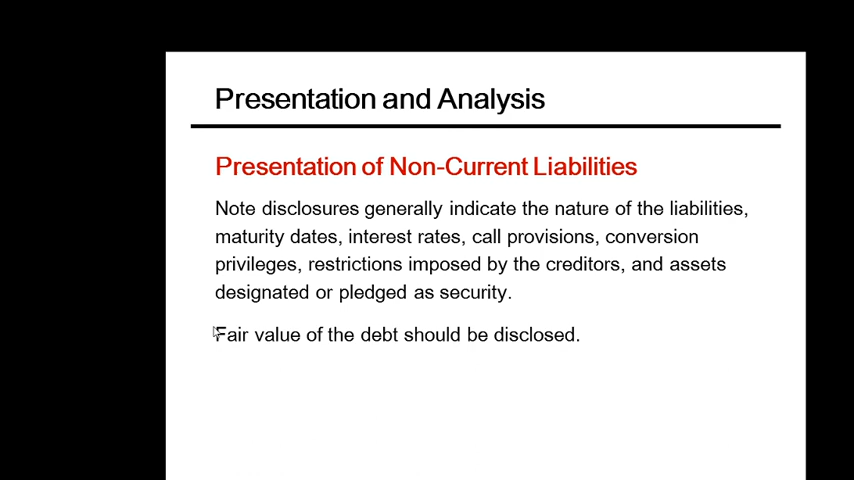 Presentation and Analysis
Presentation of Non-Current Liabilities
Note disclosures generally indicate the nature of the liabilities,
maturity dates, interest rates, call provisions, conversion
privileges, restrictions imposed by the creditors, and assets
designated or pledged as security.
Fair value of the debt should be disclosed.